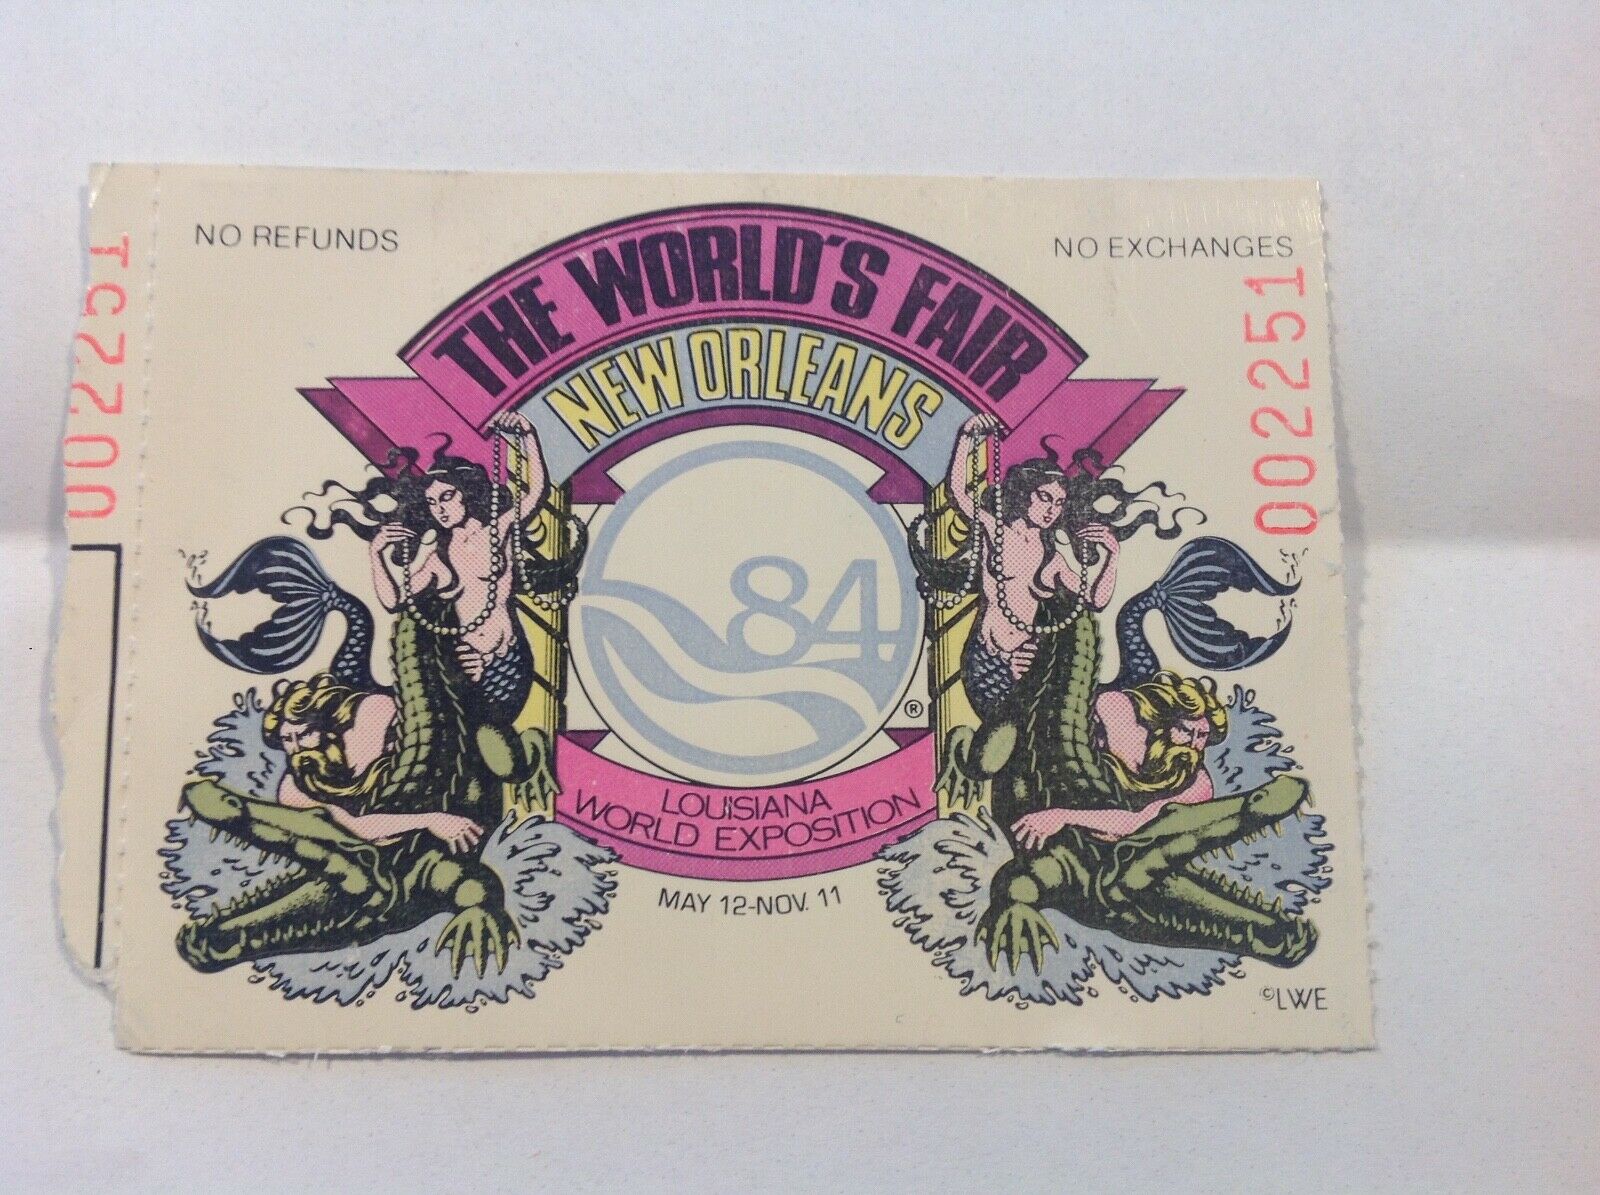 NO REFUNDS
NO EXCHANGES
THE WORLD'S FAIR
NEW ORLEANS
84
®
LOUISIANA
WORLD EXPOSITION
MAY 12-NOV. 11
©LWE
002251
002251